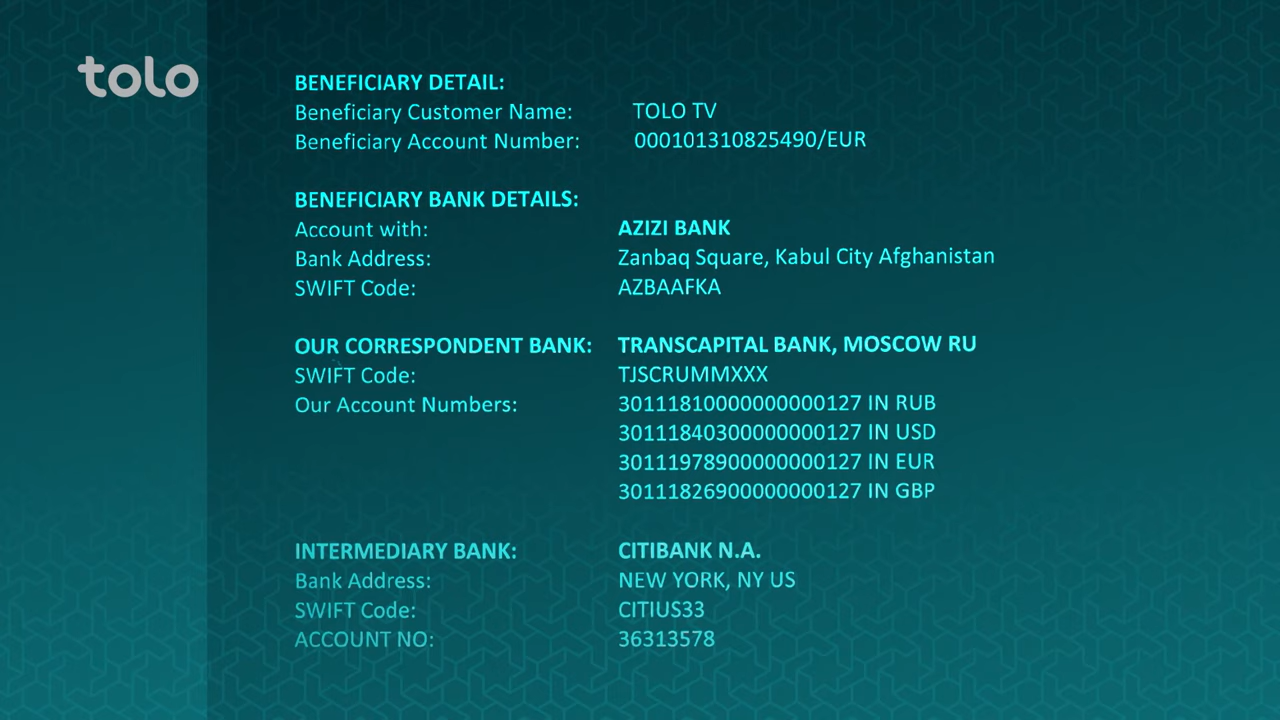 tolo
BENEFICIARY DETAIL:
Beneficiary Customer Name: TOLO TV
Beneficiary Account Number: 000101310825490/EUR
BENEFICIARY BANK DETAILS:
Account with: AZIZI BANK
Bank Address: Zanbaq Square, Kabul City Afghanistan
SWIFT Code: AZBAAFKA
OUR CORRESPONDENT BANK: TRANSCAPITAL BANK, MOSCOW RU
SWIFT Code: TJSCRUMMXXX
Our Account Numbers: 30111810000000000127 IN RUB
30111840300000000127 IN USD
30111978900000000127 IN EUR
30111826900000000127 IN GBP
INTERMEDIARY BANK: CITIBANK N.A.
Bank Address: NEW YORK, NY US
SWIFT Code: CITIUS33
ACCOUNT NO: 36313578